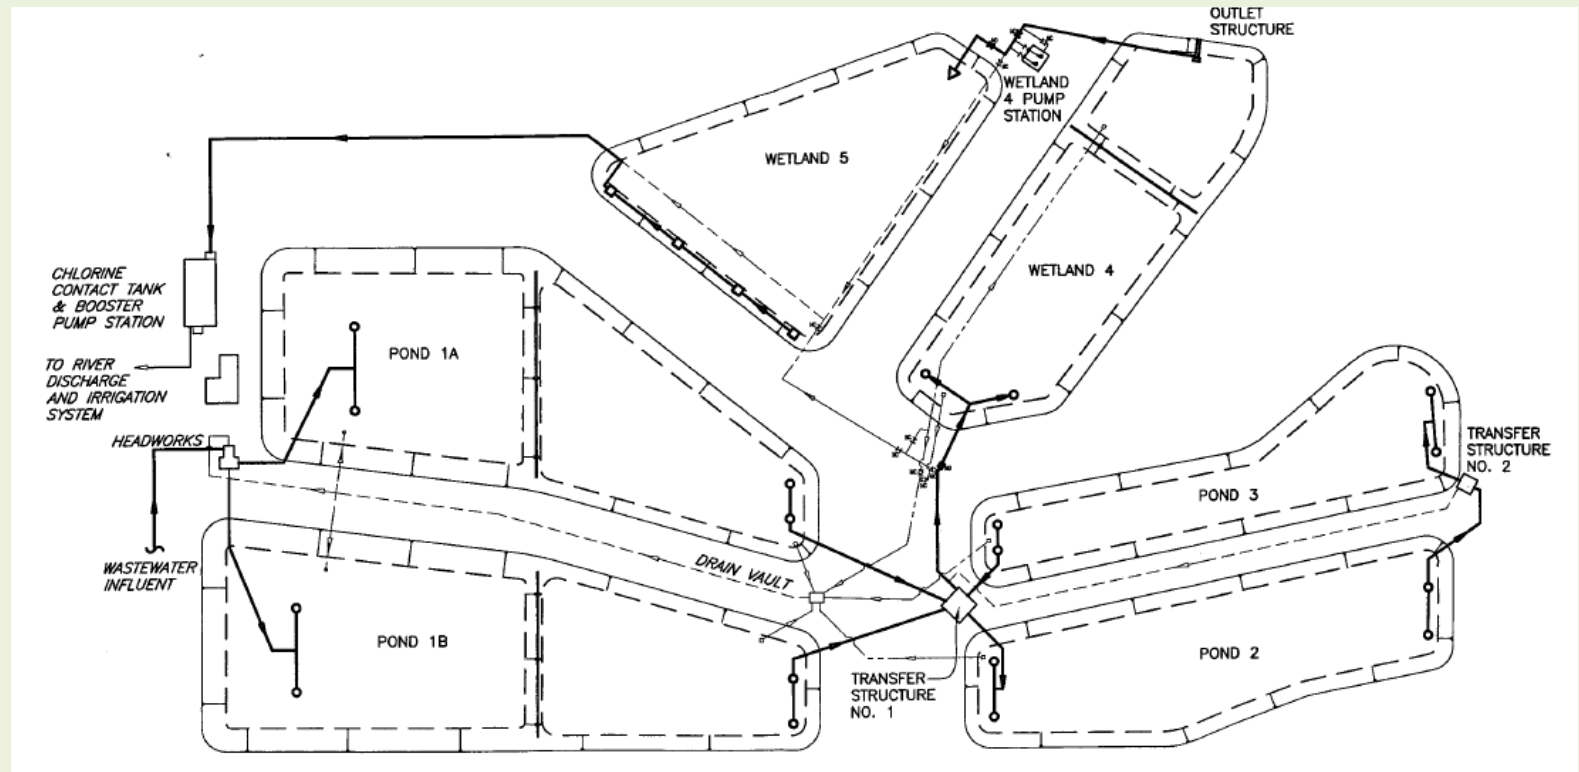 OUTLET
STRUCTURE
WETLAND
4 PUMP
STATION
WETLAND 5
WETLAND 4
CHLORINE
CONTACT TANK
& BOOSTER
PUMP STATION
TO RIVER
DISCHARGE
AND IRRIGATION
SYSTEM
POND 1A
HEADWORKS
TRANSFER
STRUCTURE
NO. 2
POND 3
WASTEWATER
INFLUENT
DRAIN VAULT
POND 1B
POND 2
TRANSFER
STRUCTURE
NO. 1